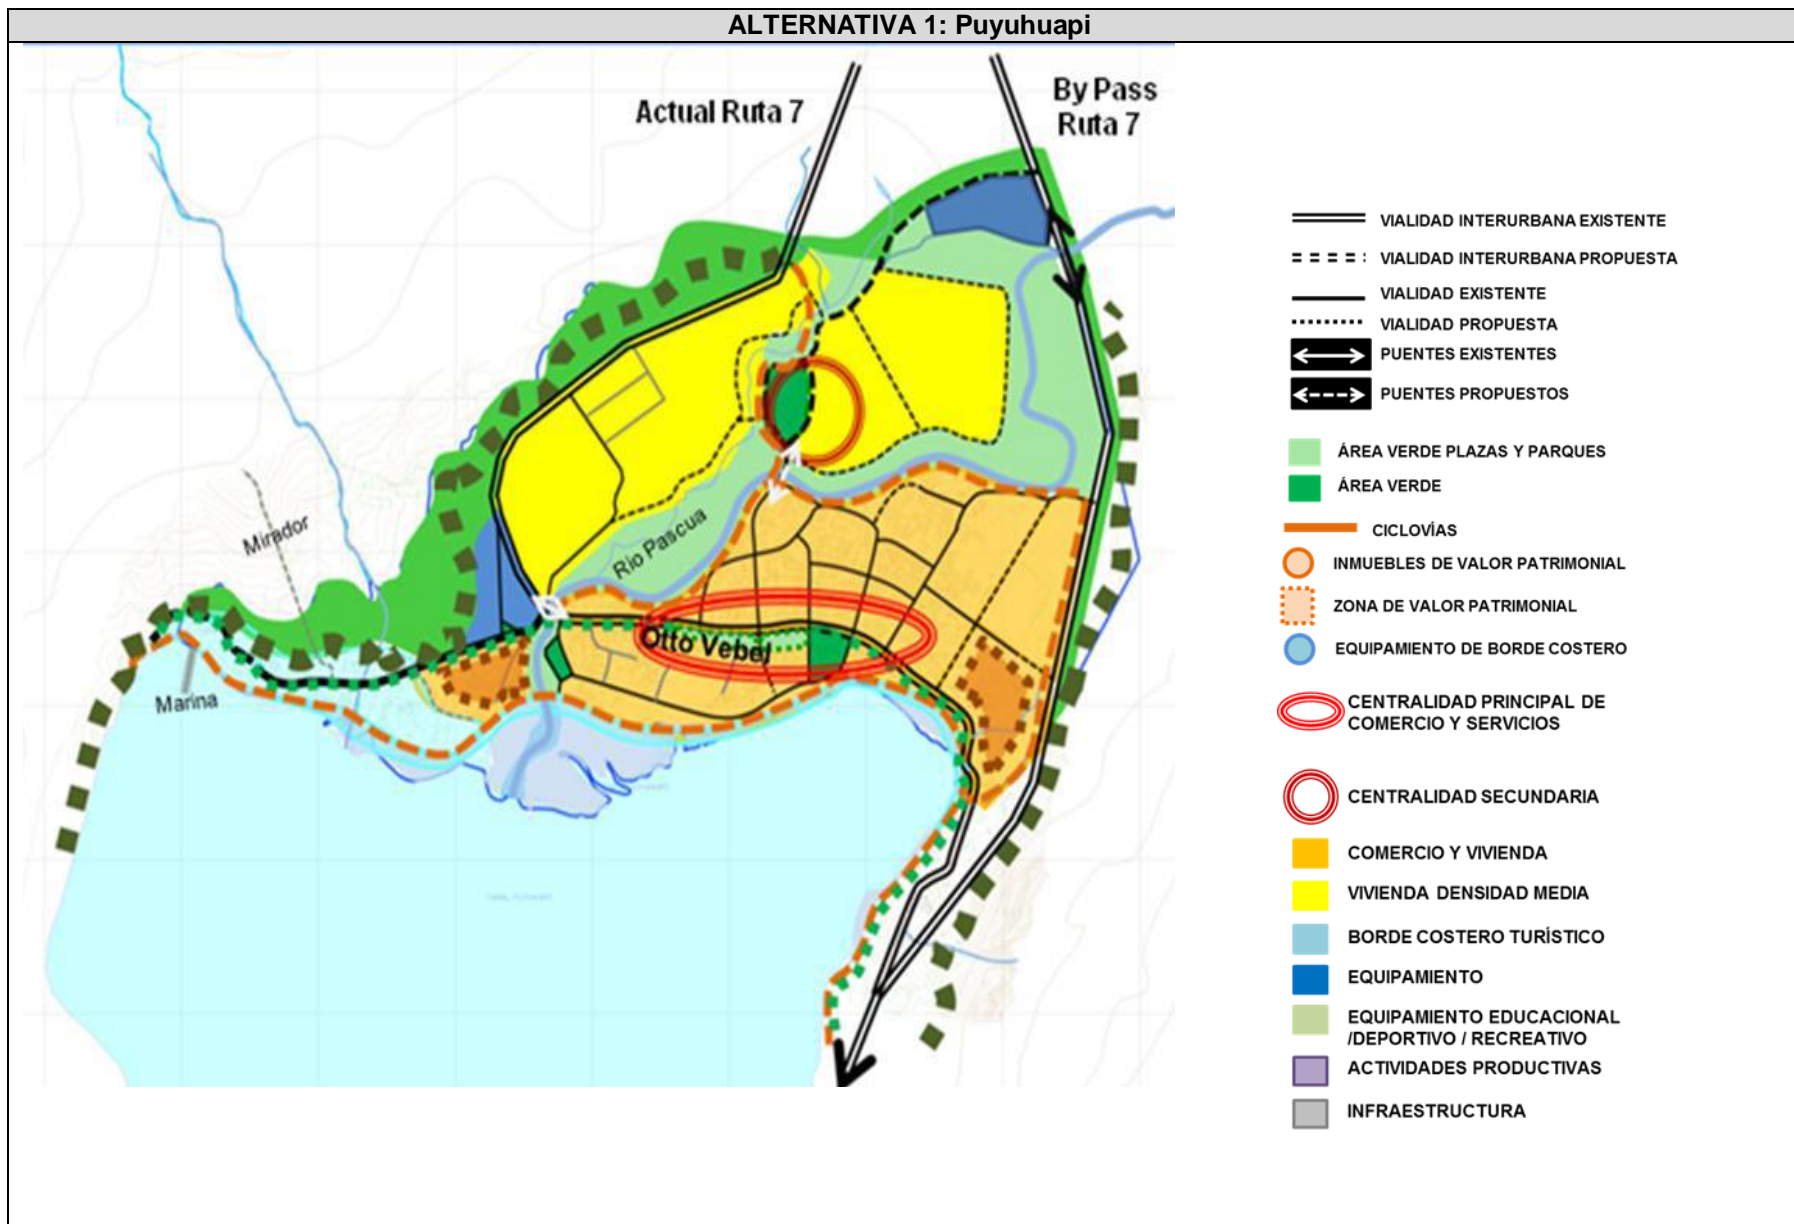 ALTERNATIVA 1: Puyuhuapi
Actual Ruta 7
By Pass
Ruta 7
Mirador
Rio Pascua
Otto Vebel
Marina
VIALIDAD INTERURBANA EXISTENTE
VIALIDAD INTERURBANA PROPUESTA
VIALIDAD EXISTENTE
VIALIDAD PROPUESTA
PUENTES EXISTENTES
PUENTES PROPUESTOS
ÁREA VERDE PLAZAS Y PARQUES
ÁREA VERDE
CICLOVÍAS
INMUEBLES DE VALOR PATRIMONIAL
ZONA DE VALOR PATRIMONIAL
EQUIPAMIENTO DE BORDE COSTERO
CENTRALIDAD PRINCIPAL DE
COMERCIO Y SERVICIOS
CENTRALIDAD SECUNDARIA
COMERCIO Y VIVIENDA
VIVIENDA DENSIDAD MEDIA
BORDE COSTERO TURÍSTICO
EQUIPAMIENTO
EQUIPAMIENTO EDUCACIONAL
/DEPORTIVO / RECREATIVO
ACTIVIDADES PRODUCTIVAS
INFRAESTRUCTURA